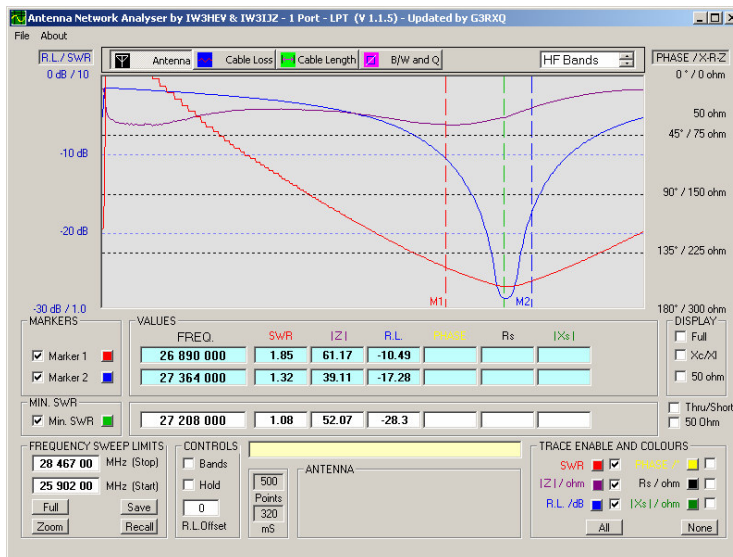 Antenna Network Analyser by IW3HEV & IW3IJZ - 1 Port - LPT (V 1.1.5) - Updated by G3RXQ
File About
R.L./SWR Antenna Cable Loss Cable Length B/W and Q HF Bands PHASE /X-R-Z
0 dB / 10 0 ° / 0 ohm
50 ohm
45° / 75 ohm
-10 dB
90° / 150 ohm
-20 dB
135° / 225 ohm
M1 M2
-30 dB / 1.0 180° / 300 ohm
MARKERS VALUES DISPLAY
FREQ. SWR |Z| R.L. PHASE Rs |Xs| Full
Marker 1 26 890 000 1.85 61.17 -10.49 Xc/Xl
Marker 2 27 364 000 1.32 39.11 -17.28 50 ohm
MIN. SWR Thru/Short
Min. SWR 27 208 000 1.08 52.07 -28.3 50 Ohm
FREQUENCY SWEEP LIMITS CONTROLS TRACE ENABLE AND COLOURS
28 467 00 MHz (Stop) Bands ANTENNA SWR PHASE /°
25 902 00 MHz (Start) Hold 500 |Z| / ohm Rs / ohm
Full Save 0 Points R.L. /dB |Xs| / ohm
Zoom Recall R.L.Offset 320 All None
mS